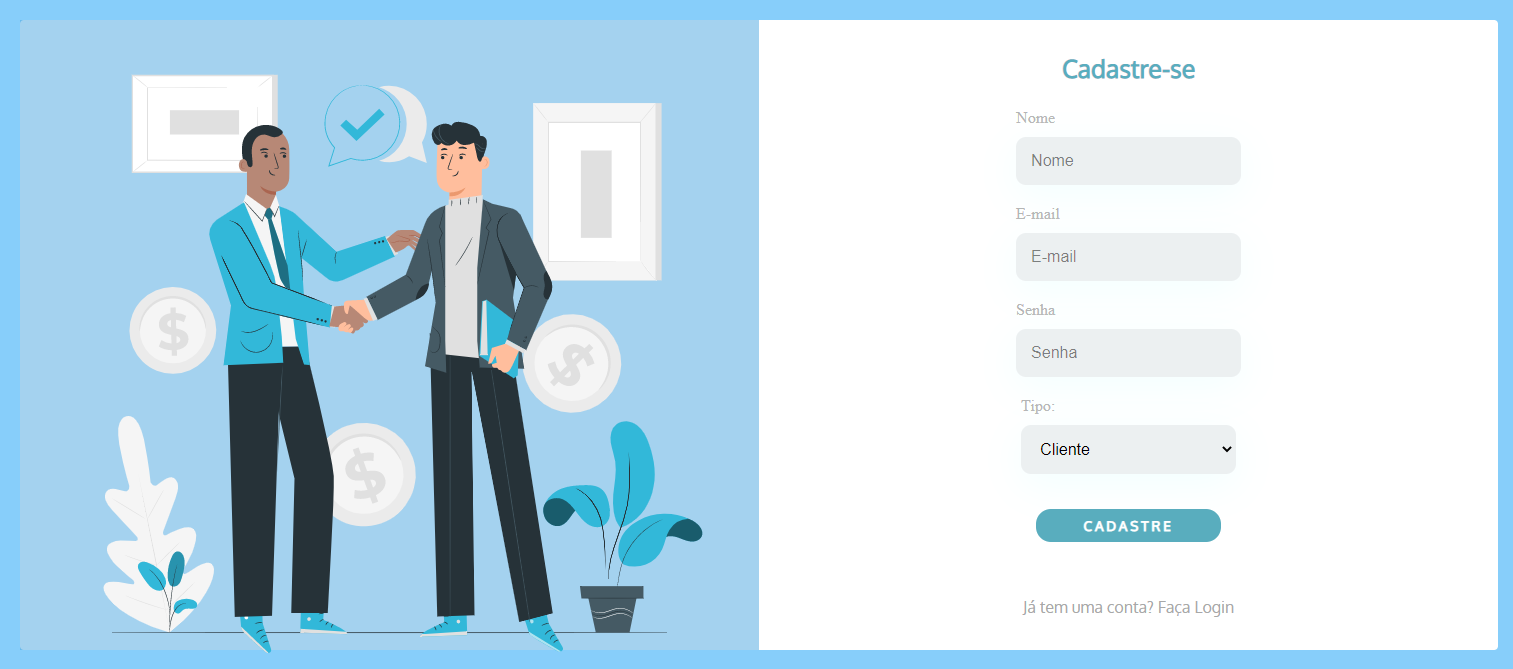 Cadastre-se
Nome
Nome
E-mail
E-mail
Senha
Senha
Tipo:
Cliente
CADASTRE
Já tem uma conta? Faça Login
$
$
$